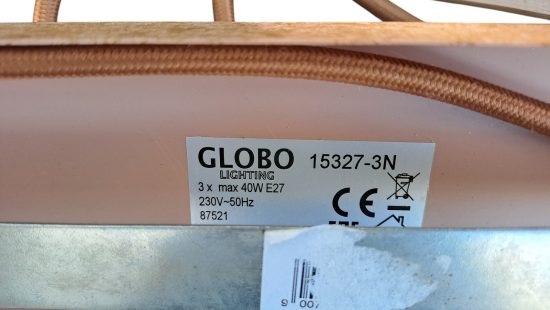 GLOBO 15327-3N
LIGHTING
3 x max 40W E27
230V~50Hz
87521
CE